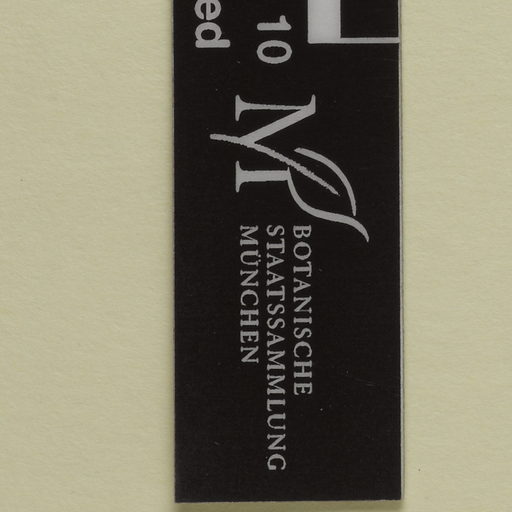 10
ed
BOTANISCHE
STAATSSAMMLUNG
MÜNCHEN